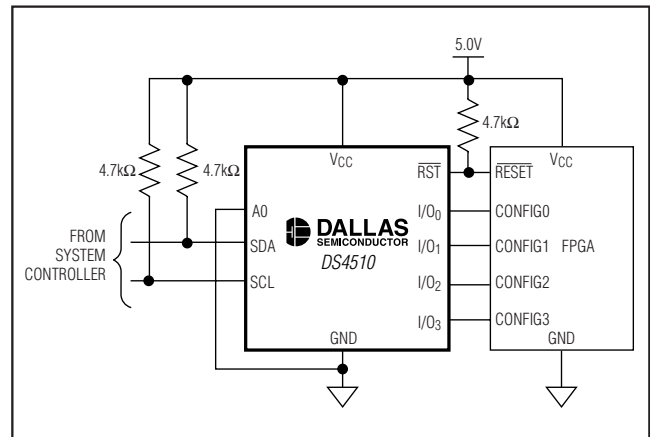 5.0V
4.7kΩ
4.7kΩ
4.7kΩ
VCC
RST
RESET
VCC
A0
I/O0
CONFIG0
FROM
SYSTEM
CONTROLLER
SDA
DALLAS
SEMICONDUCTOR
DS4510
I/O1
CONFIG1
FPGA
SCL
I/O2
CONFIG2
I/O3
CONFIG3
GND
GND